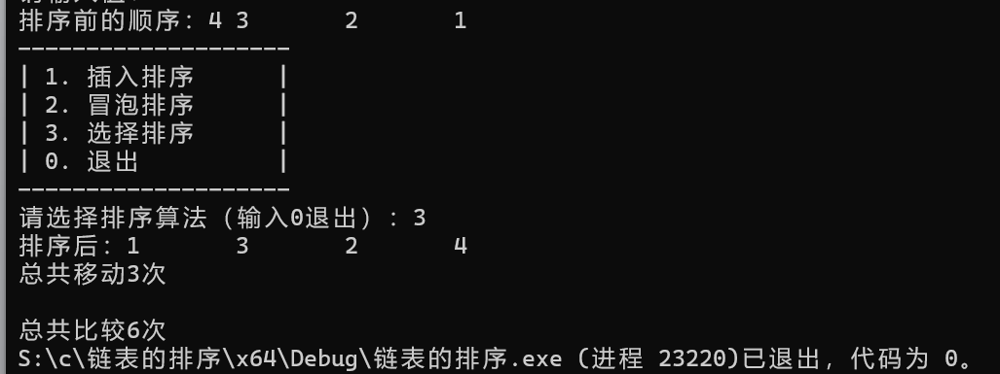 排序前的顺序：4 3 2 1
--------------------
| 1. 插入排序 |
| 2. 冒泡排序 |
| 3. 选择排序 |
| 0. 退出 |
--------------------
请选择排序算法（输入0退出）：3
排序后：1 3 2 4
总共移动3次
总共比较6次
S:\c\链表的排序\x64\Debug\链表的排序.exe (进程 23220)已退出，代码为 0。